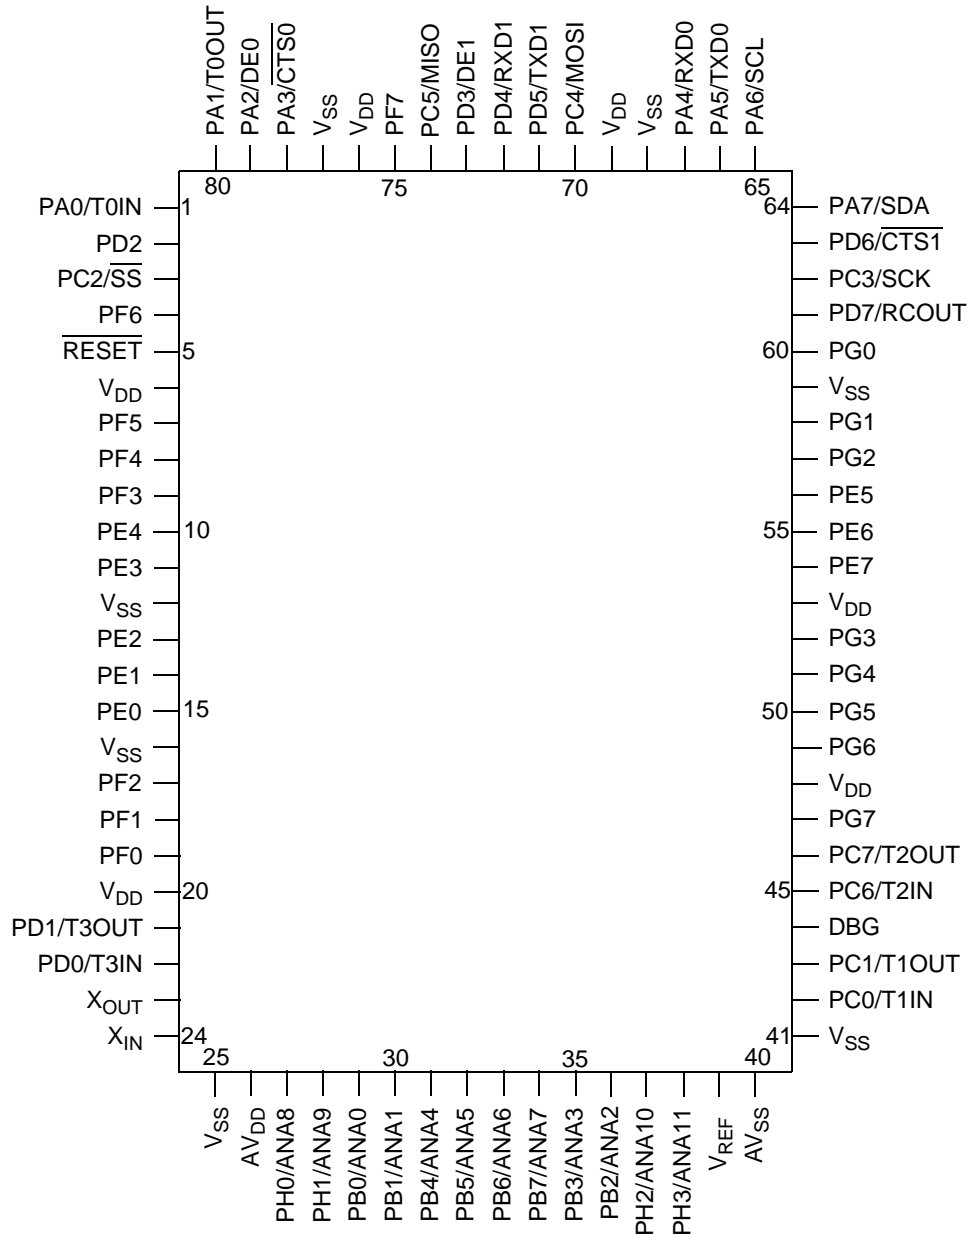 PA1/T0OUT
PA2/DE0
PA3/CTS0
VSS
VDD
PF7
PC5/MISO
PD3/DE1
PD4/RXD1
PD5/TXD1
PC4/MOSI
VDD
VSS
PA4/RXD0
PA5/TXD0
PA6/SCL
80
75
70
65
PA0/T0IN 1
PD2
PC2/SS
PF6
RESET 5
VDD
PF5
PF4
PF3
PE4 10
PE3
VSS
PE2
PE1
PE0 15
VSS
PF2
PF1
PF0
VDD 20
PD1/T3OUT
PD0/T3IN
XOUT
XIN 24
64 PA7/SDA
PD6/CTS1
PC3/SCK
PD7/RCOUT
60 PG0
VSS
PG1
PG2
PE5
55 PE6
PE7
VDD
PG3
PG4
50 PG5
PG6
VDD
PG7
PC7/T2OUT
45 PC6/T2IN
DBG
PC1/T1OUT
PC0/T1IN
41 VSS
25
30
35
40
VSS
AVDD
PH0/ANA8
PH1/ANA9
PB0/ANA0
PB1/ANA1
PB4/ANA4
PB5/ANA5
PB6/ANA6
PB7/ANA7
PB3/ANA3
PB2/ANA2
PH2/ANA10
PH3/ANA11
VREF
AVSS